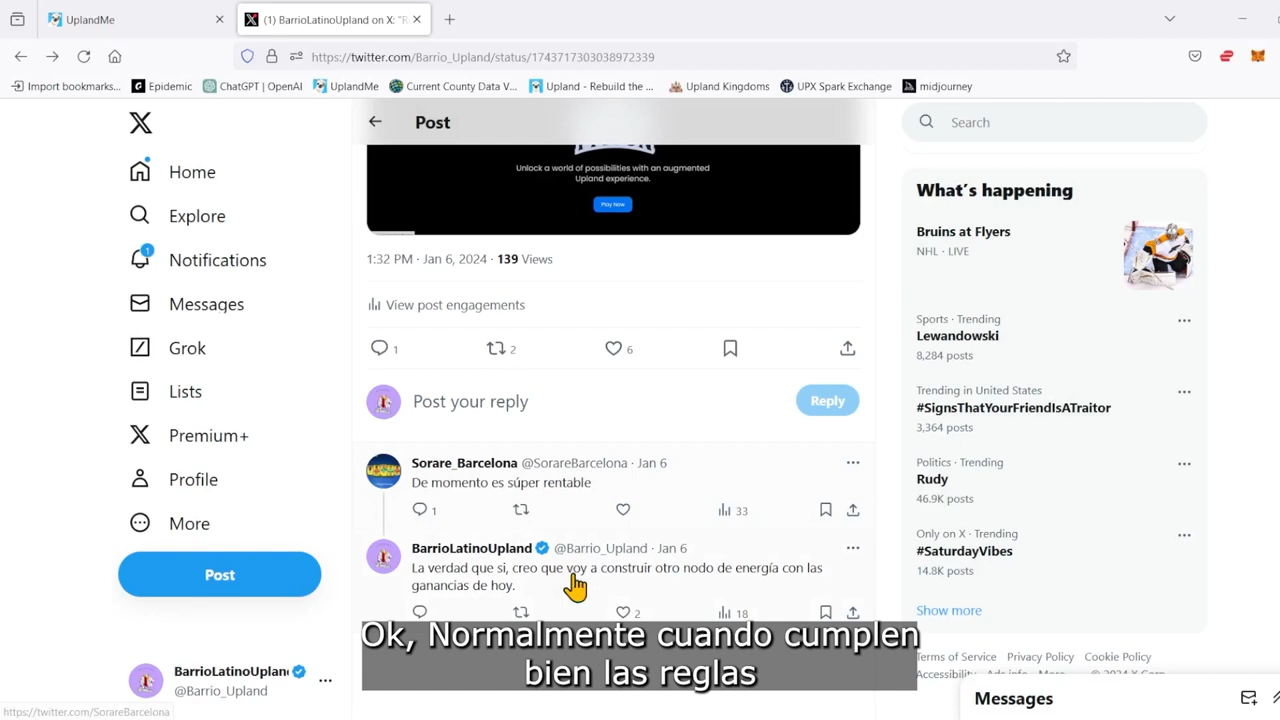 UplandMe
(1) BarrioLatinoUpland on X: "R
https://twitter.com/Barrio_Upland/status/1743717303038972339
Import bookmarks...
Epidemic
ChatGPT | OpenAI
UplandMe
Current County Data V...
Upland - Rebuild the ...
Upland Kingdoms
UPX Spark Exchange
midjourney
Home
Explore
1
Notifications
Messages
Grok
Lists
Premium+
Profile
More
Post
BarrioLatinoUplan
@Barrio_Upland
https://twitter.com/SorareBarcelona
Post
Unlock a world of possibilities with an augmented
Upland experience.
Play Now
1:32 PM · Jan 6, 2024 · 139 Views
View post engagements
1
2
6
Post your reply
Reply
Sorare_Barcelona @SorareBarcelona · Jan 6
De momento es súper rentable
1
33
BarrioLatinoUpland @Barrio_Upland · Jan 6
La verdad que si, creo que voy a construir otro nodo de energía con las
ganancias de hoy.
2
18
Ok, Normalmente cuando cumplen
bien las reglas
Search
What's happening
Bruins at Flyers
NHL · LIVE
Sports · Trending
Lewandowski
8,284 posts
Trending in United States
#SignsThatYourFriendIsATraitor
3,364 posts
Politics · Trending
Rudy
46.9K posts
Only on X · Trending
#SaturdayVibes
14.8K posts
Show more
Terms of Service Privacy Policy Cookie Policy
Messages